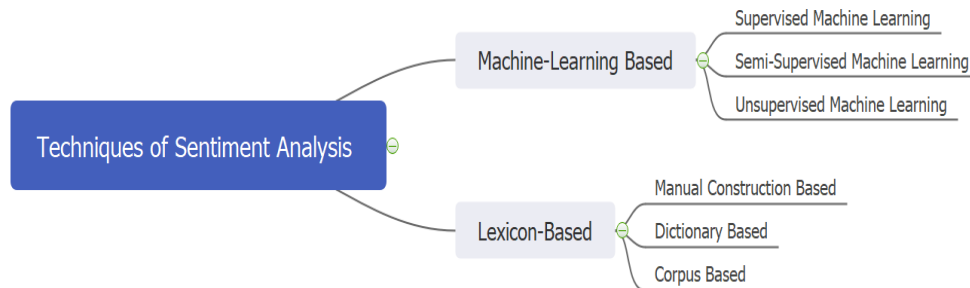 Techniques of Sentiment Analysis
Machine-Learning Based
Supervised Machine Learning
Semi-Supervised Machine Learning
Unsupervised Machine Learning
Lexicon-Based
Manual Construction Based
Dictionary Based
Corpus Based